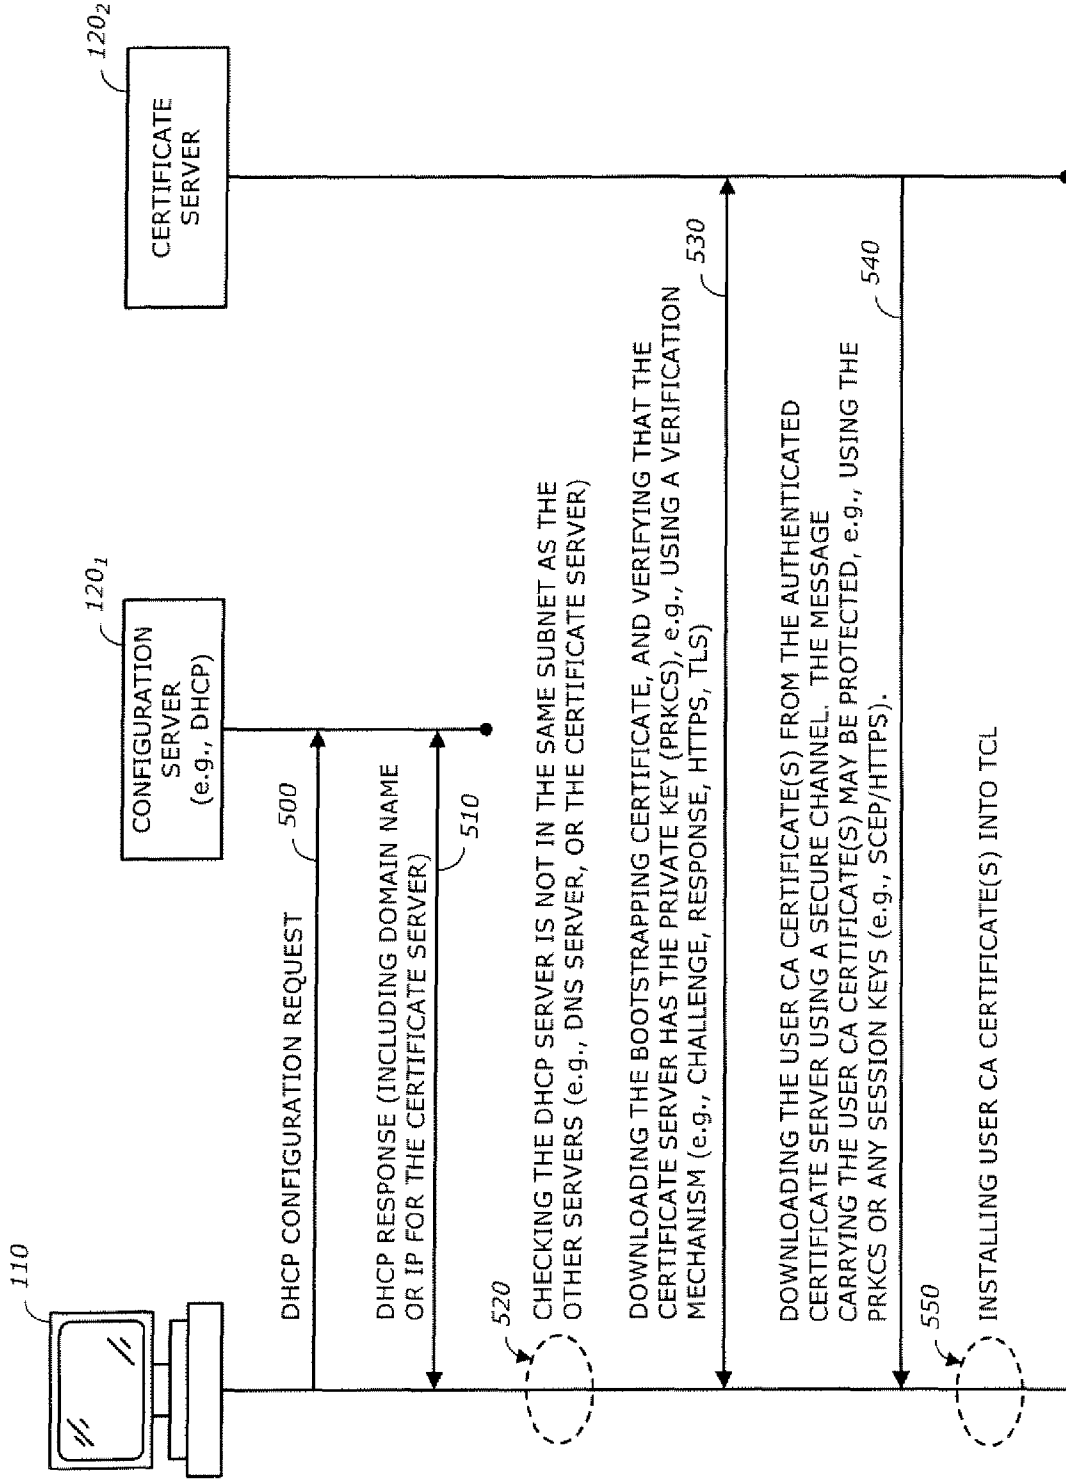 110
CONFIGURATION
SERVER
(e.g., DHCP)
120₁
CERTIFICATE
SERVER
120₂
DHCP CONFIGURATION REQUEST
500
DHCP RESPONSE (INCLUDING DOMAIN NAME
OR IP FOR THE CERTIFICATE SERVER)
510
520
CHECKING THE DHCP SERVER IS NOT IN THE SAME SUBNET AS THE
OTHER SERVERS (e.g., DNS SERVER, OR THE CERTIFICATE SERVER)
DOWNLOADING THE BOOTSTRAPPING CERTIFICATE, AND VERIFYING THAT THE
CERTIFICATE SERVER HAS THE PRIVATE KEY (PRKCS), e.g., USING A VERIFICATION
MECHANISM (e.g., CHALLENGE, RESPONSE, HTTPS, TLS)
530
DOWNLOADING THE USER CA CERTIFICATE(S) FROM THE AUTHENTICATED
CERTIFICATE SERVER USING A SECURE CHANNEL. THE MESSAGE
CARRYING THE USER CA CERTIFICATE(S) MAY BE PROTECTED, e.g., USING THE
PRKCS OR ANY SESSION KEYS (e.g., SCEP/HTTPS).
540
550
INSTALLING USER CA CERTIFICATE(S) INTO TCL